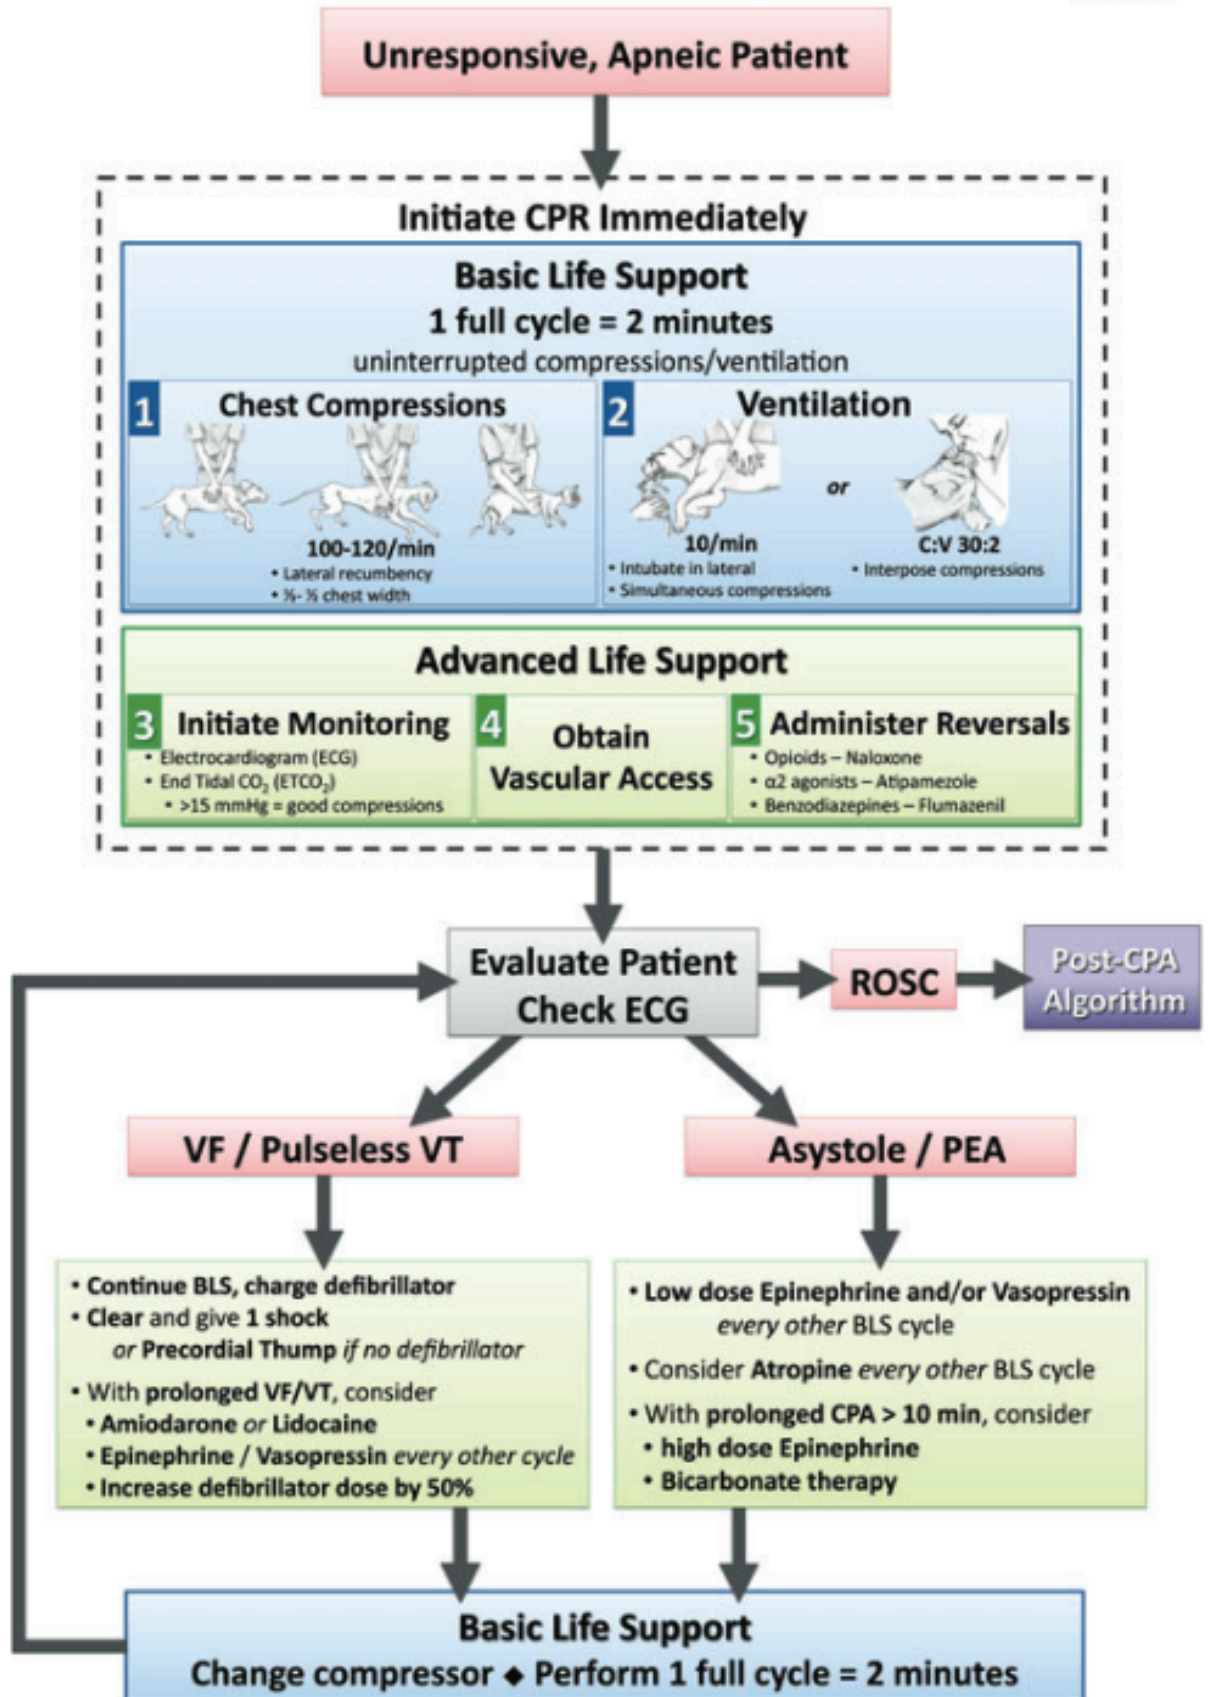 Unresponsive, Apneic Patient
Initiate CPR Immediately
Basic Life Support
1 full cycle = 2 minutes
uninterrupted compressions/ventilation
1 Chest Compressions
100-120/min
• Lateral recumbency
chest width
2 Ventilation
or
10/min
• Intubate in lateral
• Simultaneous compressions
C:V 30:2
• Interpose compressions
Advanced Life Support
3 Initiate Monitoring
• Electrocardiogram (ECG)
• End Tidal CO₂ (ETCO₂)
• >15 mmHg = good compressions
4 Obtain
Vascular Access
5 Administer Reversals
• Opioids – Naloxone
• α2 agonists – Atipamezole
• Benzodiazepines – Flumazenil
Evaluate Patient
Check ECG
ROSC
Post-CPA
Algorithm
VF / Pulseless VT
• Continue BLS, charge defibrillator
• Clear and give 1 shock
or Precordial Thump if no defibrillator
• With prolonged VF/VT, consider
• Amiodarone or Lidocaine
• Epinephrine / Vasopressin every other cycle
• Increase defibrillator dose by 50%
Asystole / PEA
• Low dose Epinephrine and/or Vasopressin
every other BLS cycle
• Consider Atropine every other BLS cycle
• With prolonged CPA > 10 min, consider
• high dose Epinephrine
• Bicarbonate therapy
Basic Life Support
Change compressor ◆ Perform 1 full cycle = 2 minutes